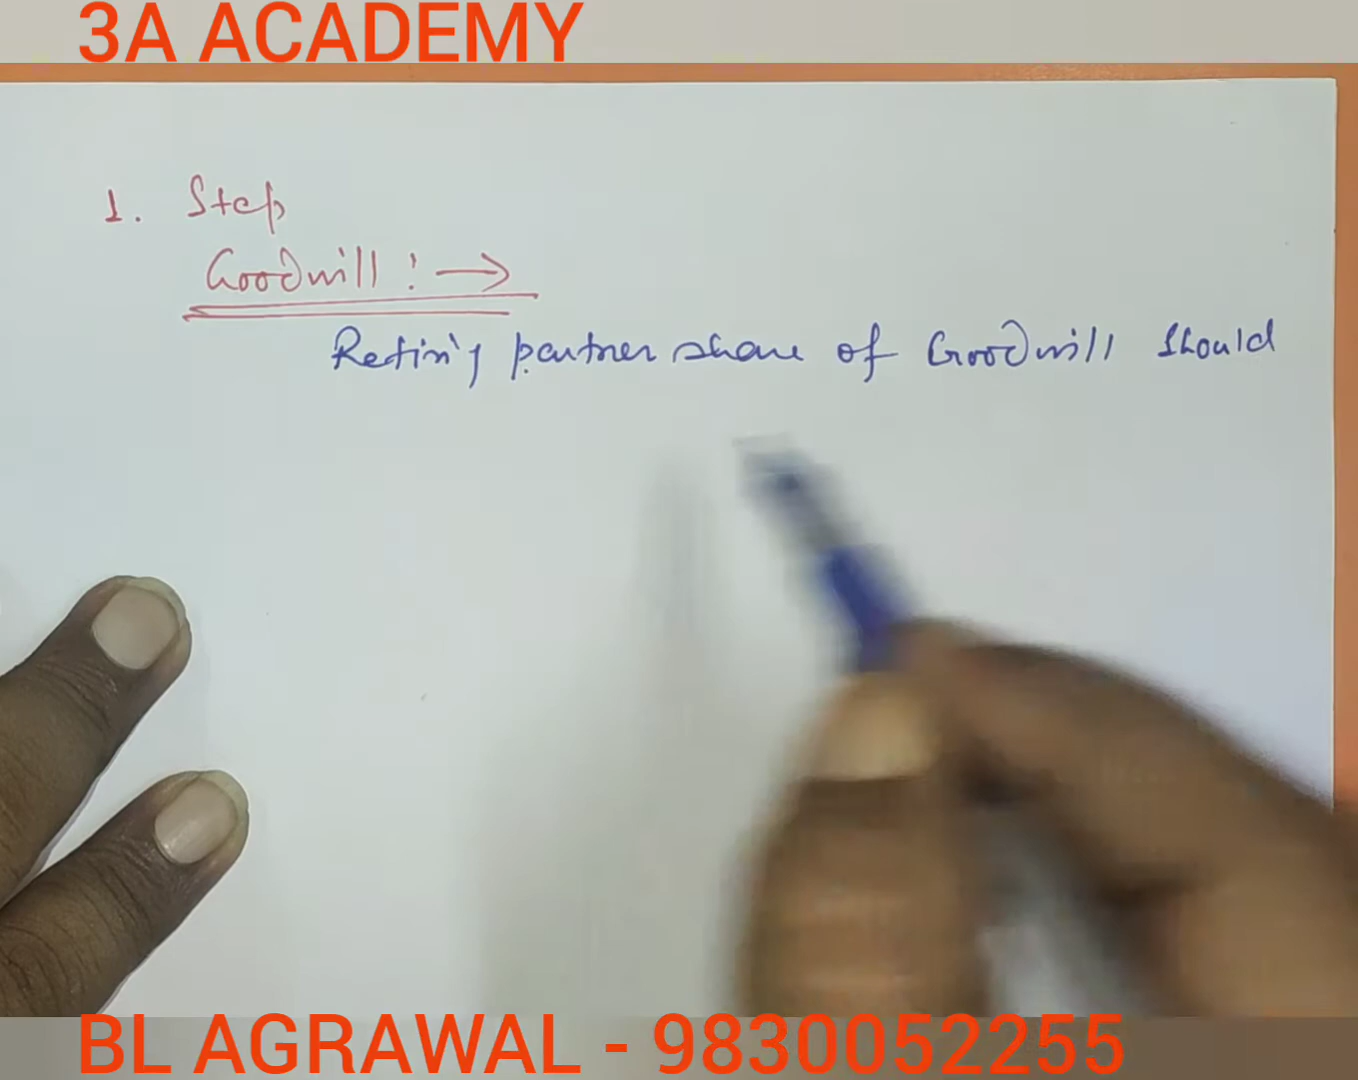 3A ACADEMY
1. Step
Goodwill : →
Retiring partner share of Goodwill should
BL AGRAWAL - 9830052255